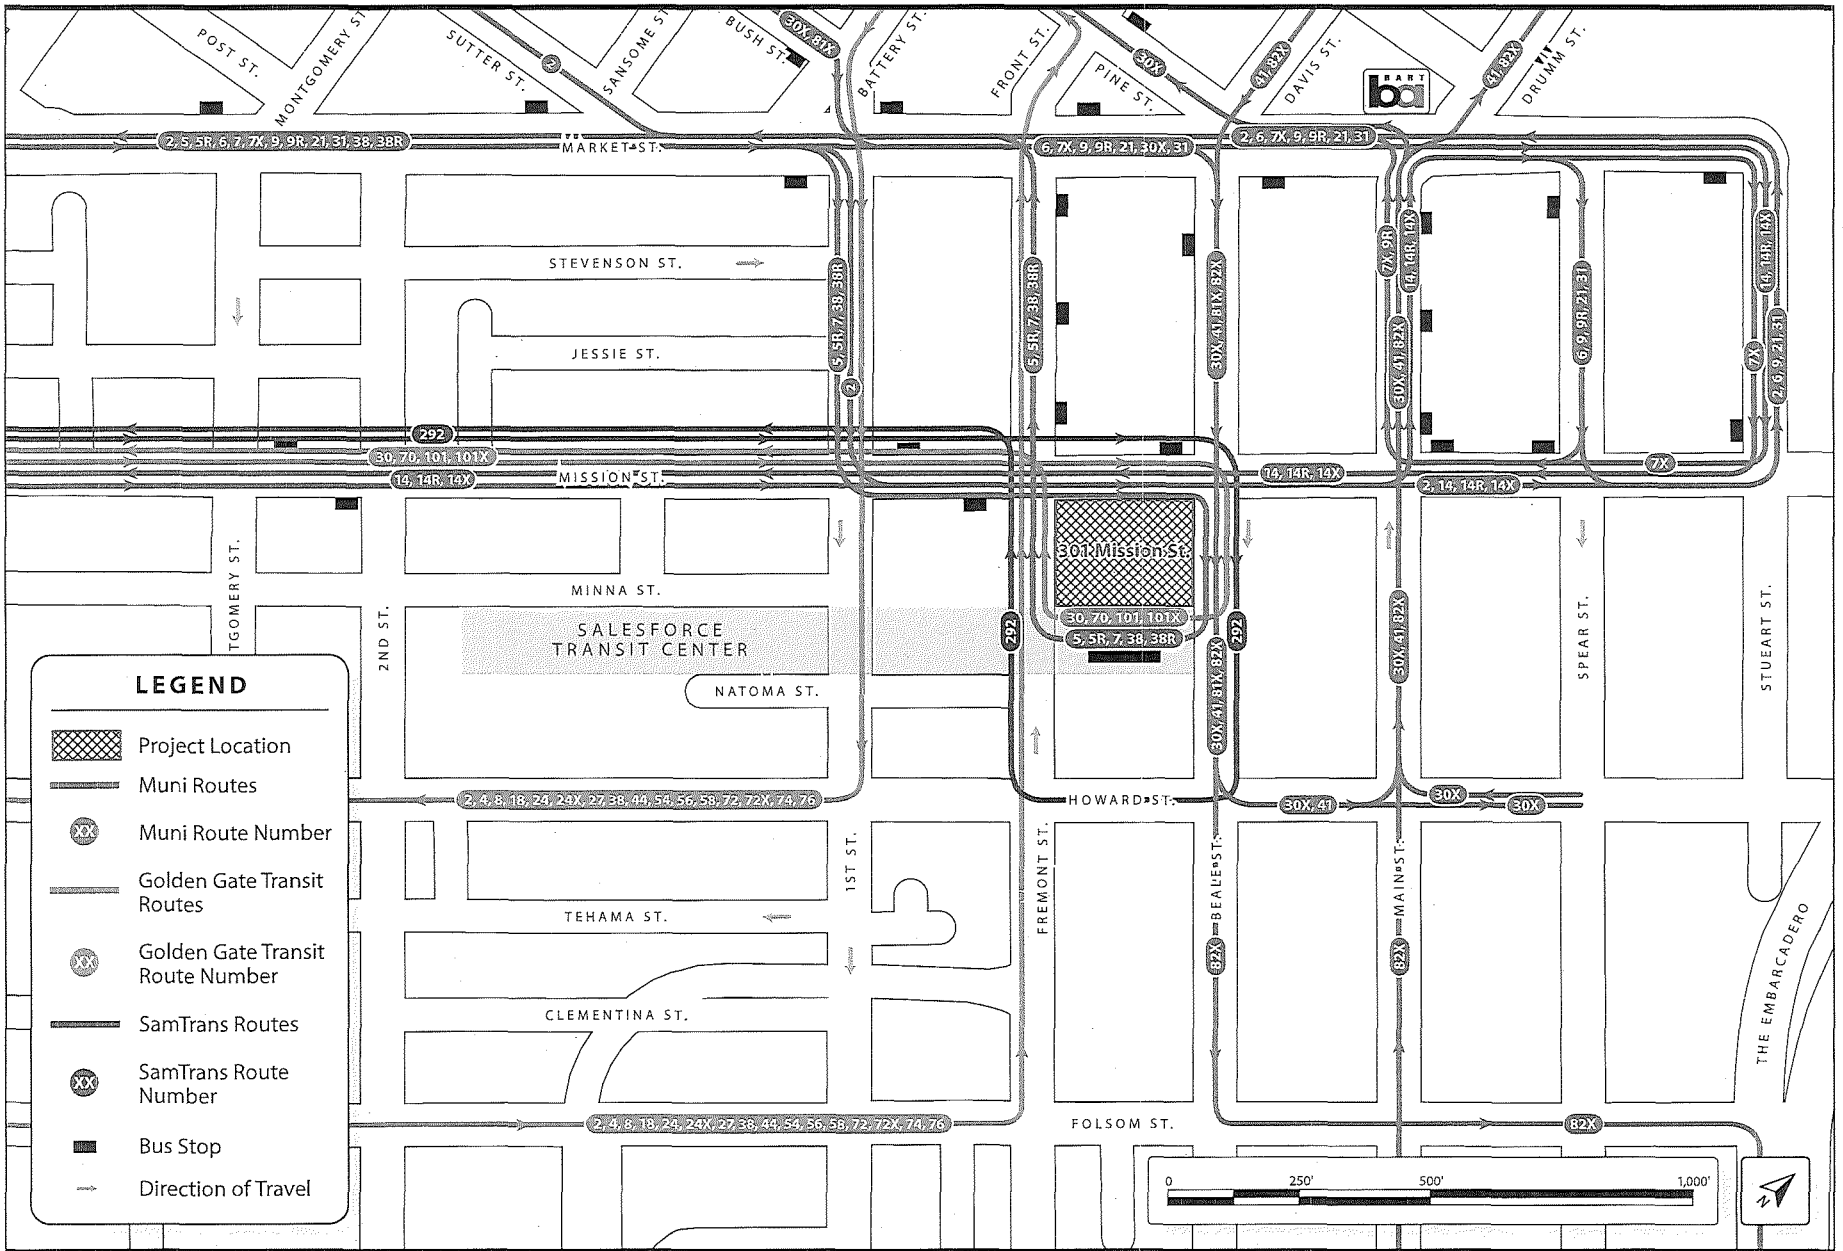 POST ST.
MONTGOMERY ST.
SUTTER ST.
SANSOME ST.
BUSH ST.
30X, 81X
BATTERY ST.
FRONT ST.
PINE ST.
30X
41, 82X
DAVIS ST.
BART
ba
41, 82X
DRUMM ST.
2
2, 5, 5R, 6, 7, 7X, 9, 9R, 21, 31, 38, 38R
MARKET ST.
6, 7X, 9, 9R, 21, 30X, 31
2, 6, 7X, 9, 9R, 21, 31
STEVENSON ST.
JESSIE ST.
5, 5R, 7, 38, 38R
2
5, 5R, 7, 38, 38R
30X, 41, 81X, 82X
7X, 9R
14, 14R, 14X
30X, 41, 82X
6, 9, 9R, 21, 31
14, 14R, 14X
7X
2, 6, 9, 21, 31
292
30, 70, 101, 101X
14, 14R, 14X
MISSION ST.
14, 14R, 14X
7X
2, 14, 14R, 14X
301 Mission St.
MINNA ST.
SALESFORCE
TRANSIT CENTER
NATOMA ST.
TGOMERY ST.
2ND ST.
292
30, 70, 101, 101X
5, 5R, 7, 38, 38R
292
30X, 41, 81X, 82X
30X, 41, 82X
SPEAR ST.
STUEART ST.
2, 4, 8, 18, 24, 24X, 27, 38, 44, 54, 56, 58, 72, 72X, 74, 76
HOWARD ST.
30X, 41
30X
30X
1ST ST.
FREMONT ST.
BEALE ST.
MAIN ST.
TEHAMA ST.
82X
82X
THE EMBARCADERO
CLEMENTINA ST.
2, 4, 8, 18, 24, 24X, 27, 38, 44, 54, 56, 58, 72, 72X, 74, 76
FOLSOM ST.
82X
LEGEND
Project Location
Muni Routes
XX
Muni Route Number
Golden Gate Transit
Routes
XX
Golden Gate Transit
Route Number
SamTrans Routes
XX
SamTrans Route
Number
Bus Stop
Direction of Travel
0
250'
500'
1,000'
N